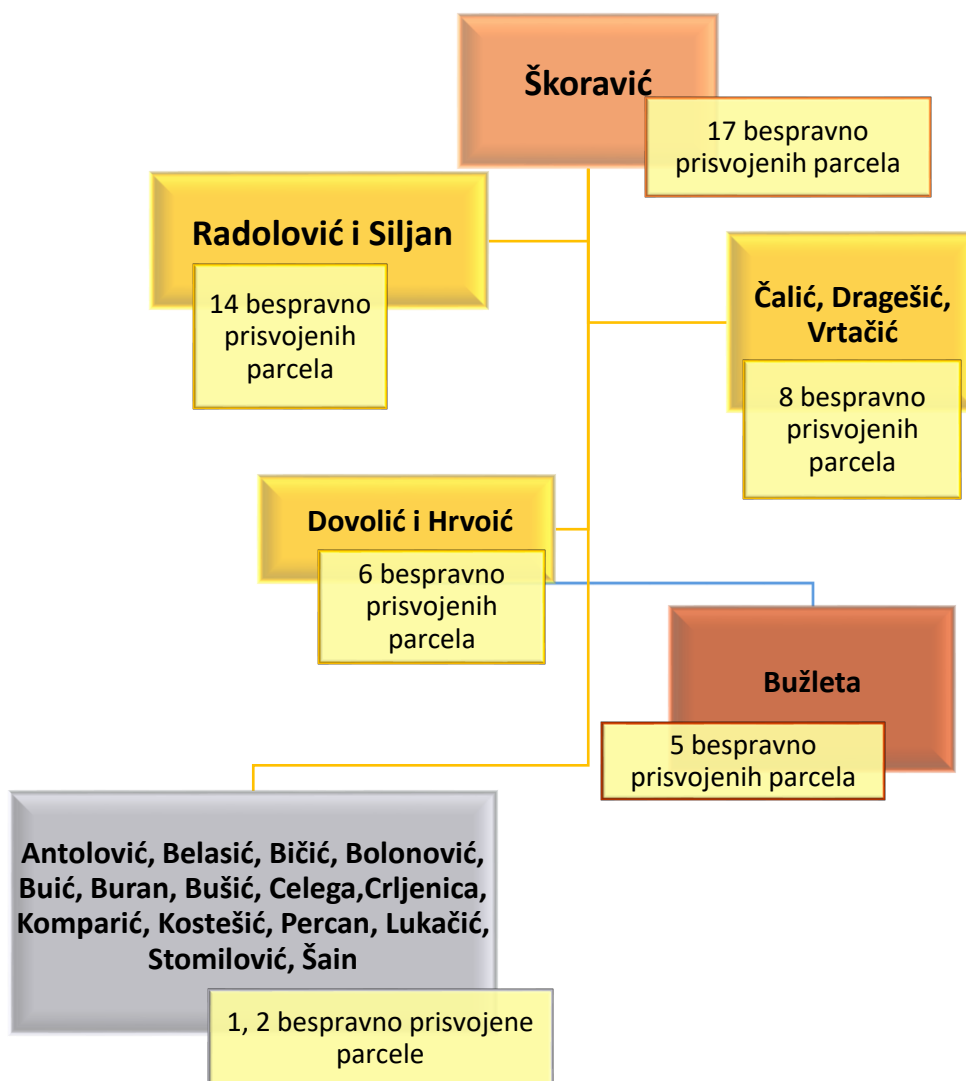 Škoravić
17 bespravno
prisvojenih parcela
Radolović i Siljan
14 bespravno
prisvojenih
parcela
Čalić, Dragešić,
Vrtačić
8 bespravno
prisvojenih
parcela
Dovolić i Hrvoić
6 bespravno
prisvojenih
parcela
Bužleta
5 bespravno
prisvojenih parcela
Antolović, Belasić, Bičić, Bolonović,
Buić, Buran, Bušić, Celega,Crljenica,
Komparić, Kostešić, Percan, Lukačić,
Stomilović, Šain
1, 2 bespravno prisvojene
parcele